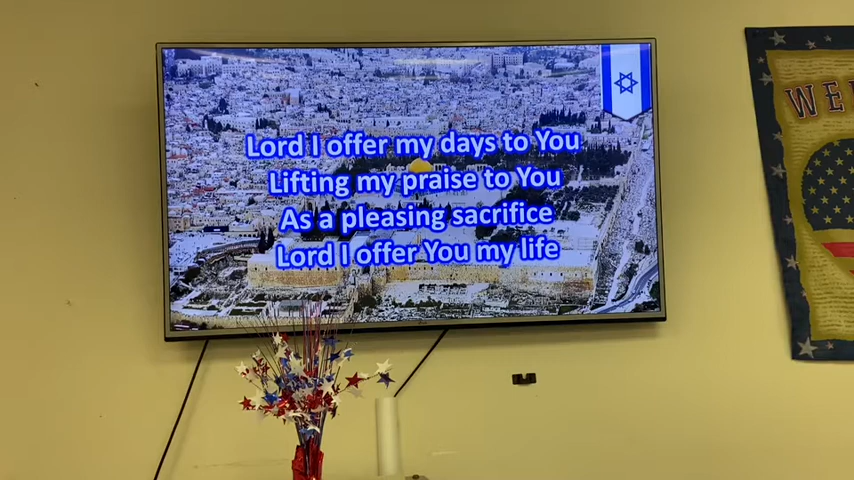 Lord I offer my days to You
Lifting my praise to You
As a pleasing sacrifice
Lord I offer You my life